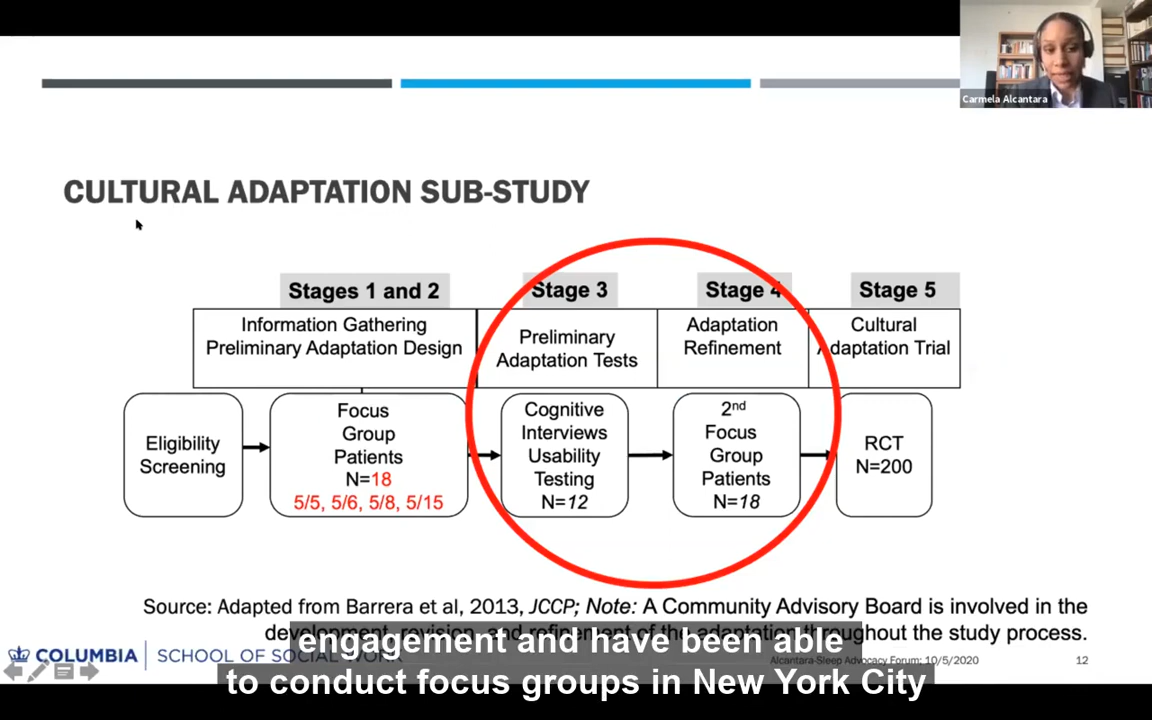 Carmela Alcantara
CULTURAL ADAPTATION SUB-STUDY
Stages 1 and 2
Stage 3
Stage 4
Stage 5
Information Gathering
Preliminary Adaptation Design
Preliminary
Adaptation Tests
Adaptation
Refinement
Cultural
Adaptation Trial
Eligibility
Screening
Focus
Group
Patients
N=18
5/5, 5/6, 5/8, 5/15
Cognitive
Interviews
Usability
Testing
N=12
2nd
Focus
Group
Patients
N=18
RCT
N=200
Source: Adapted from Barrera et al, 2013, JCCP; Note: A Community Advisory Board is involved in the
development, revision, and refinement of the adaptation throughout the study process.
COLUMBIA SCHOOL OF SOCIAL WORK
Alcantara-Sleep Advocacy Forum; 10/5/2020
12
engagement and have been able
to conduct focus groups in New York City